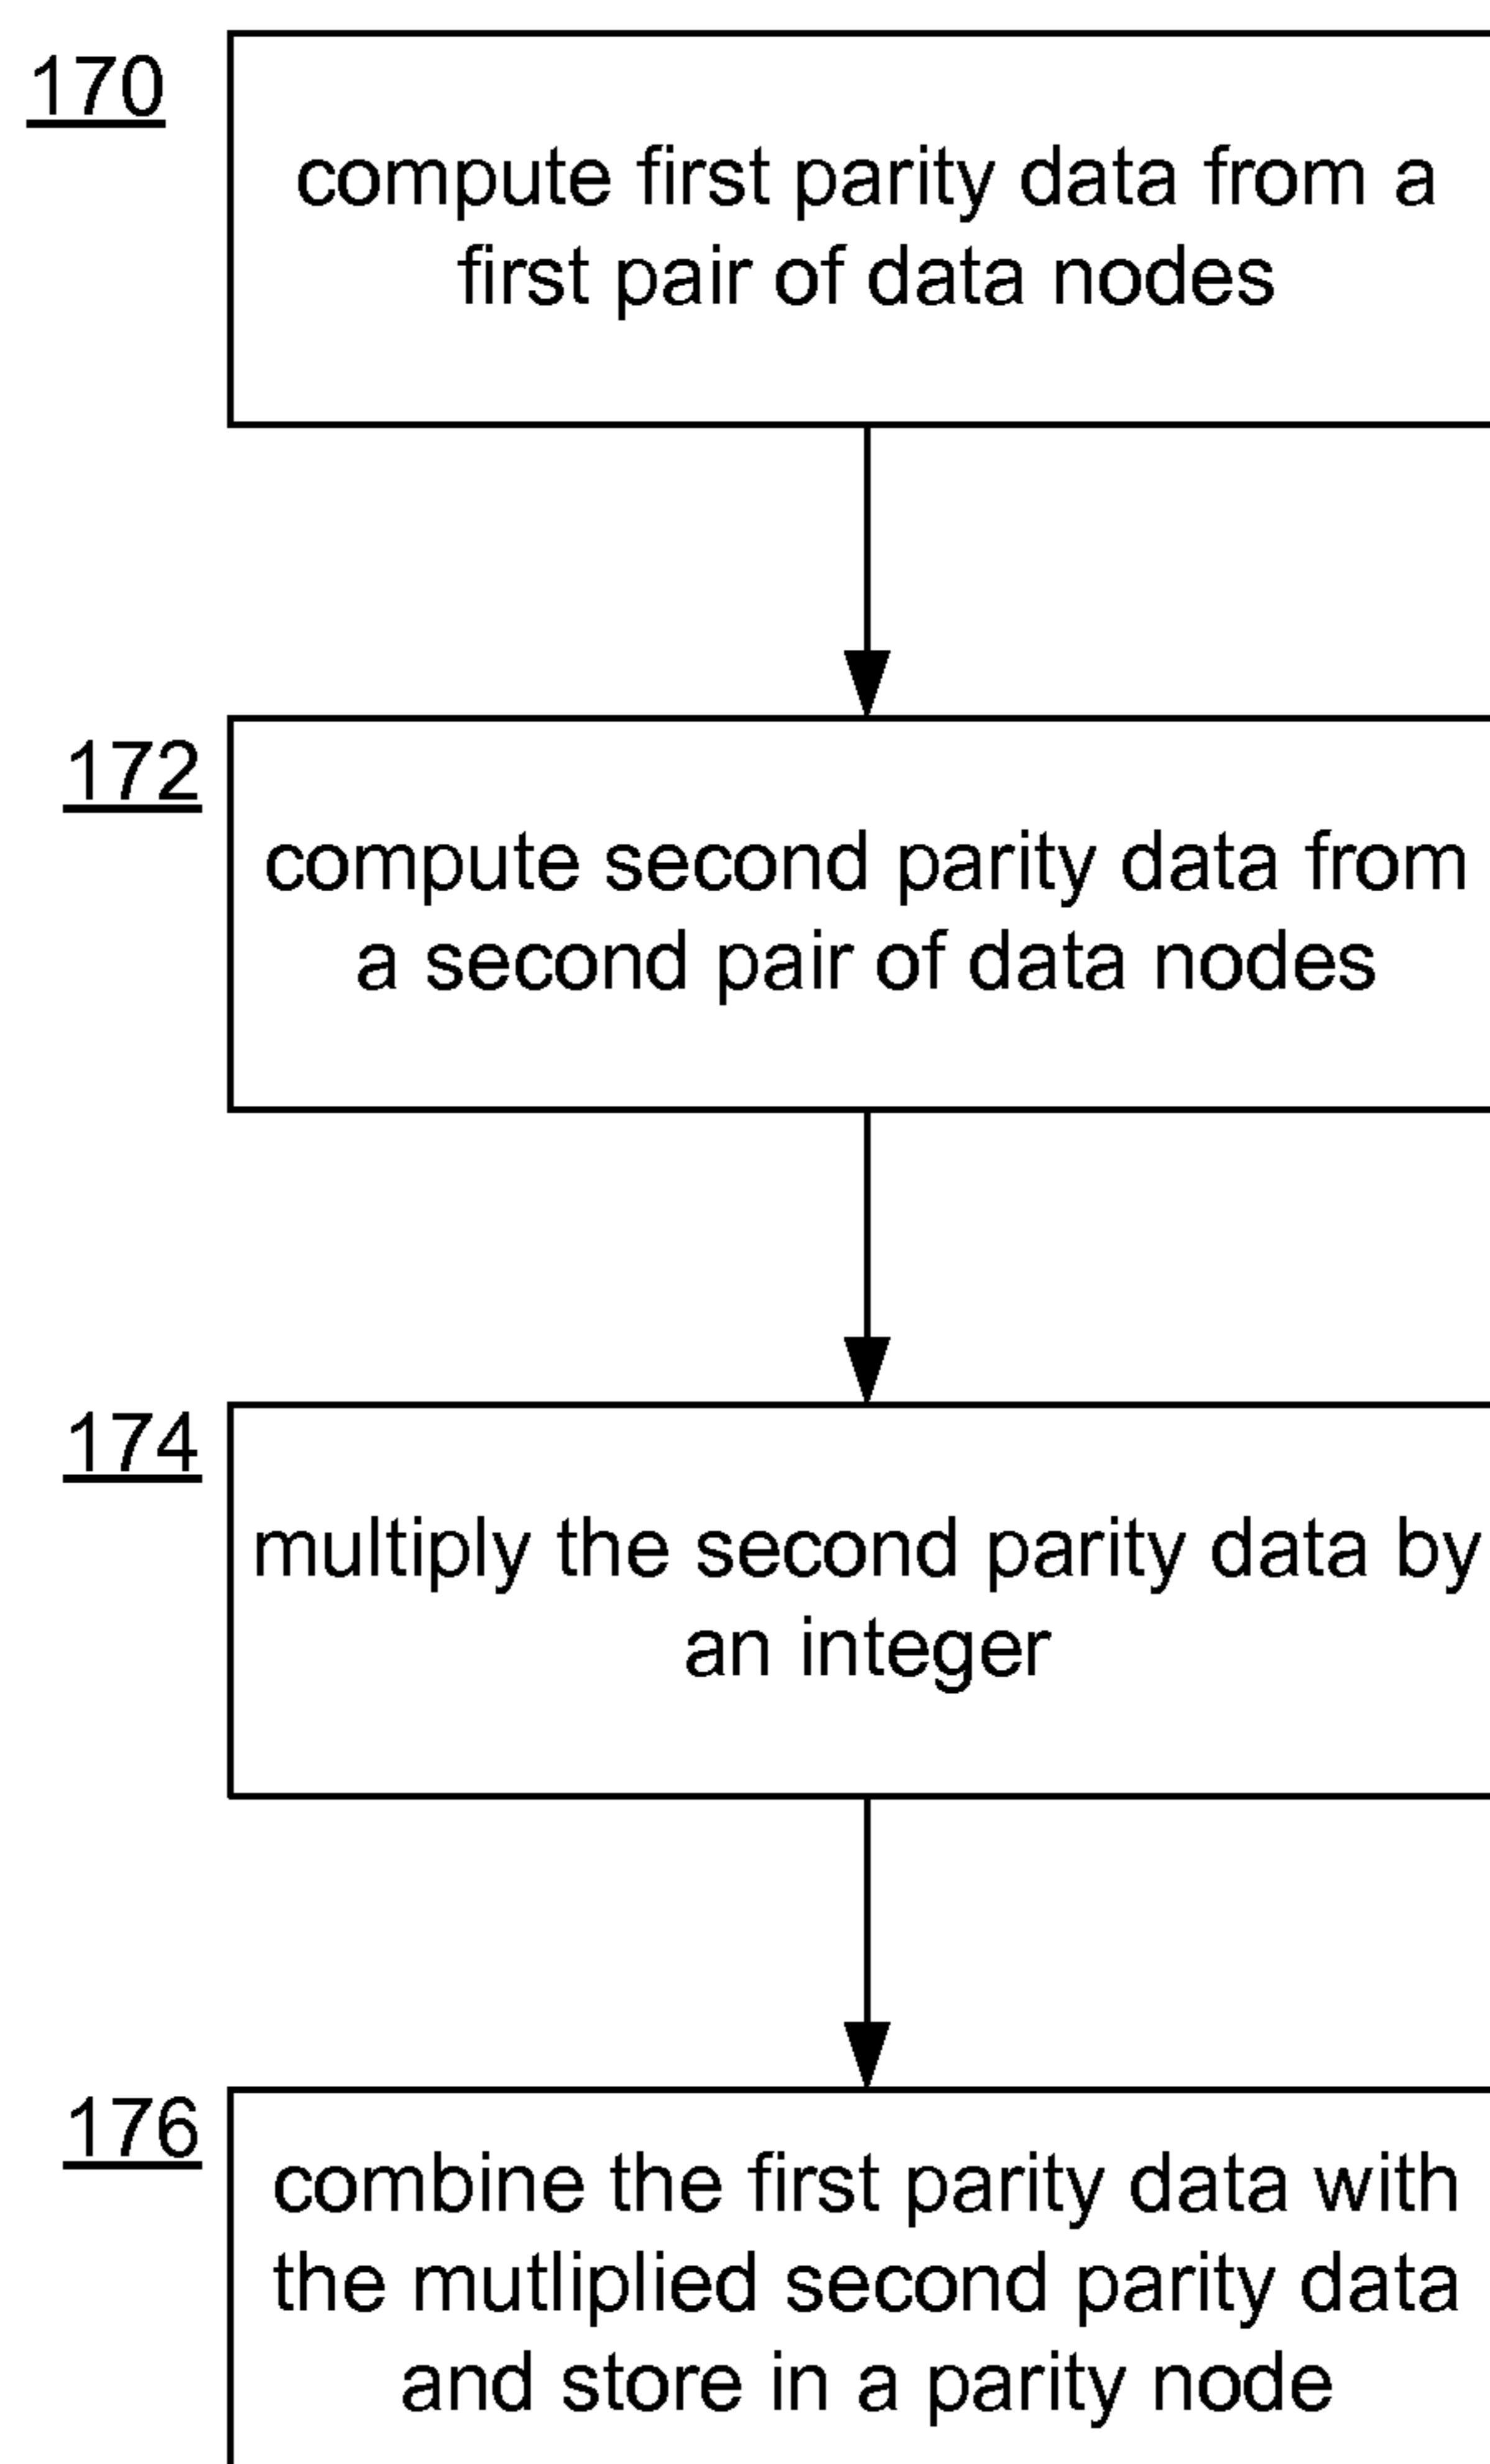 170
compute first parity data from a
first pair of data nodes
172
compute second parity data from
a second pair of data nodes
174
multiply the second parity data by
an integer
176
combine the first parity data with
the mutliplied second parity data
and store in a parity node